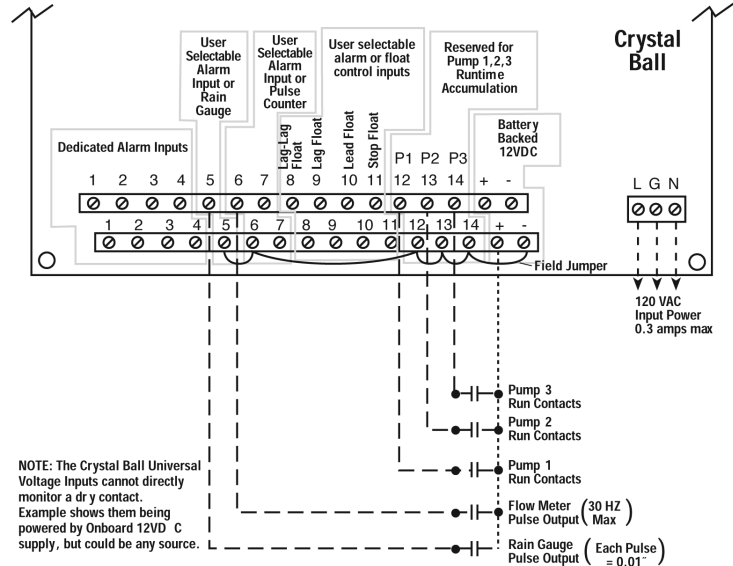 User
Selectable
Alarm
Input or
Rain
Gauge
User
Selectable
Alarm
Input or
Pulse
Counter
User selectable
alarm or float
control inputs
Reserved for
Pump 1,2,3
Runtime
Accumulation
Crystal
Ball
Dedicated Alarm Inputs
Lag-Lag
Float
Lag Float
Lead Float
Stop Float
Battery
Backed
12VDC
P1 P2 P3
1 2 3 4 5 6 7 8 9 10 11 12 13 14 + -
L G N
1 2 3 4 5 6 7 8 9 10 11 12 13 14 + -
Field Jumper
120 VAC
Input Power
0.3 amps max
Pump 3
Run Contacts
Pump 2
Run Contacts
Pump 1
Run Contacts
NOTE: The Crystal Ball Universal
Voltage Inputs cannot directly
monitor a dr y contact.
Example shows them being
powered by Onboard 12VD C
supply, but could be any source.
Flow Meter
Pulse Output (30 HZ
Max)
Rain Gauge
Pulse Output (Each Pulse
= 0.01")